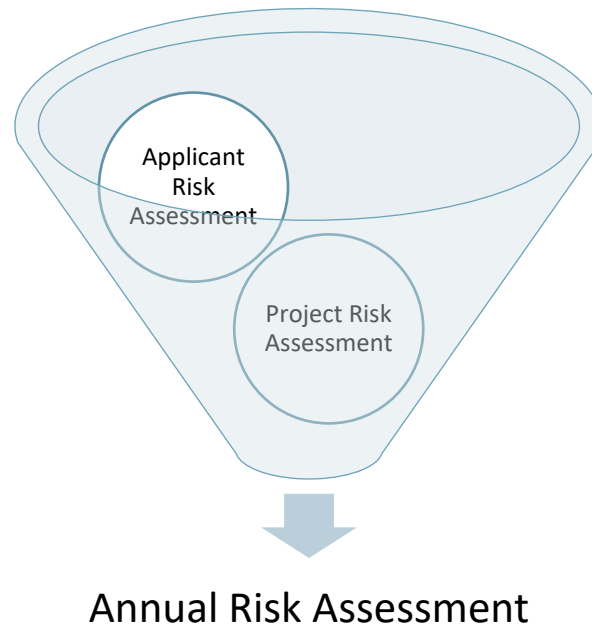 Applicant
Risk
Assessment
Project Risk
Assessment
Annual Risk Assessment